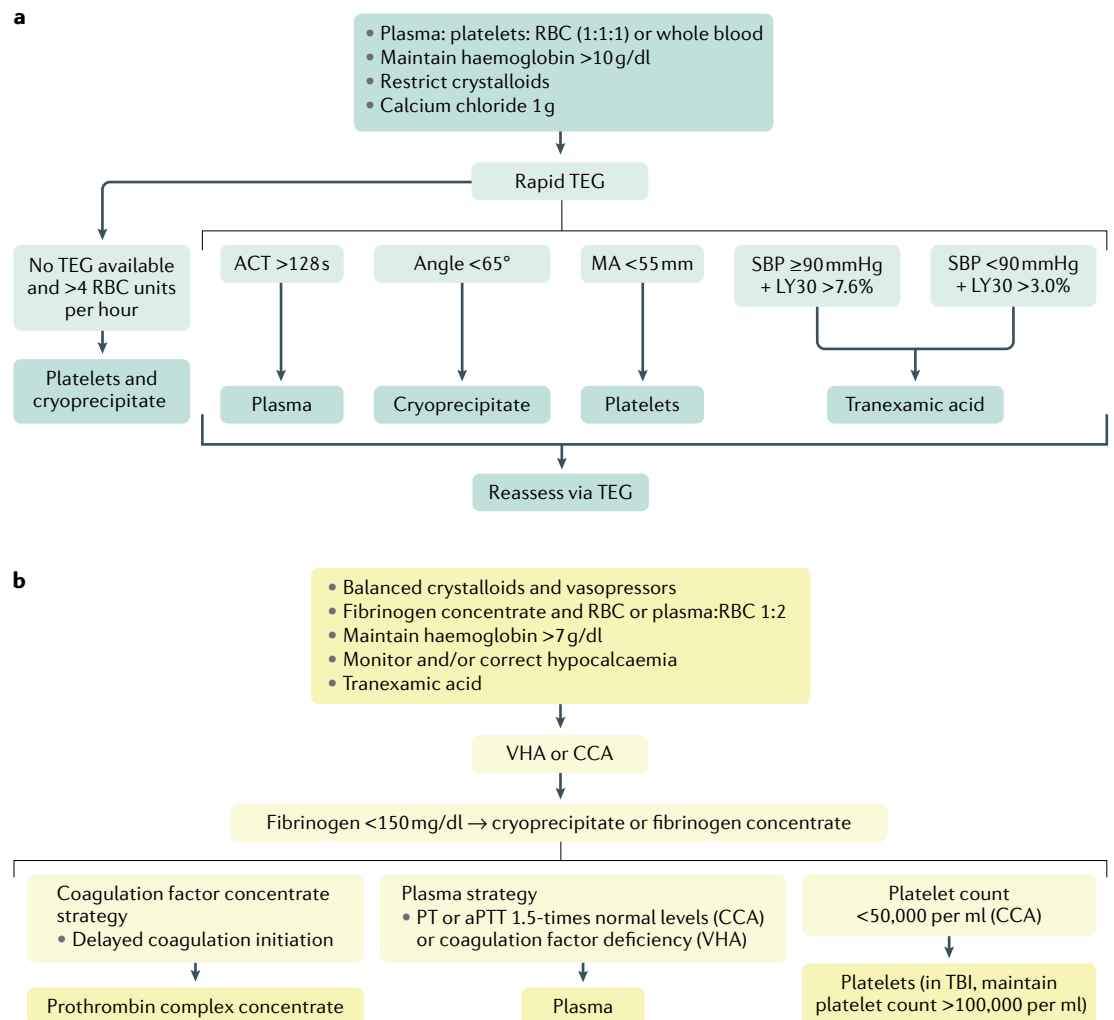 a
• Plasma: platelets: RBC (1:1:1) or whole blood
• Maintain haemoglobin >10 g/dl
• Restrict crystalloids
• Calcium chloride 1 g
Rapid TEG
No TEG available
and >4 RBC units
per hour
ACT >128 s
Angle <65°
MA <55 mm
SBP ≥90 mmHg
+ LY30 >7.6%
SBP <90 mmHg
+ LY30 >3.0%
Platelets and
cryoprecipitate
Plasma
Cryoprecipitate
Platelets
Tranexamic acid
Reassess via TEG
b
• Balanced crystalloids and vasopressors
• Fibrinogen concentrate and RBC or plasma:RBC 1:2
• Maintain haemoglobin >7 g/dl
• Monitor and/or correct hypocalcaemia
• Tranexamic acid
VHA or CCA
Fibrinogen <150 mg/dl → cryoprecipitate or fibrinogen concentrate
Coagulation factor concentrate
strategy
• Delayed coagulation initiation
Plasma strategy
• PT or aPTT 1.5-times normal levels (CCA)
or coagulation factor deficiency (VHA)
Platelet count
<50,000 per ml (CCA)
Prothrombin complex concentrate
Plasma
Platelets (in TBI, maintain
platelet count >100,000 per ml)